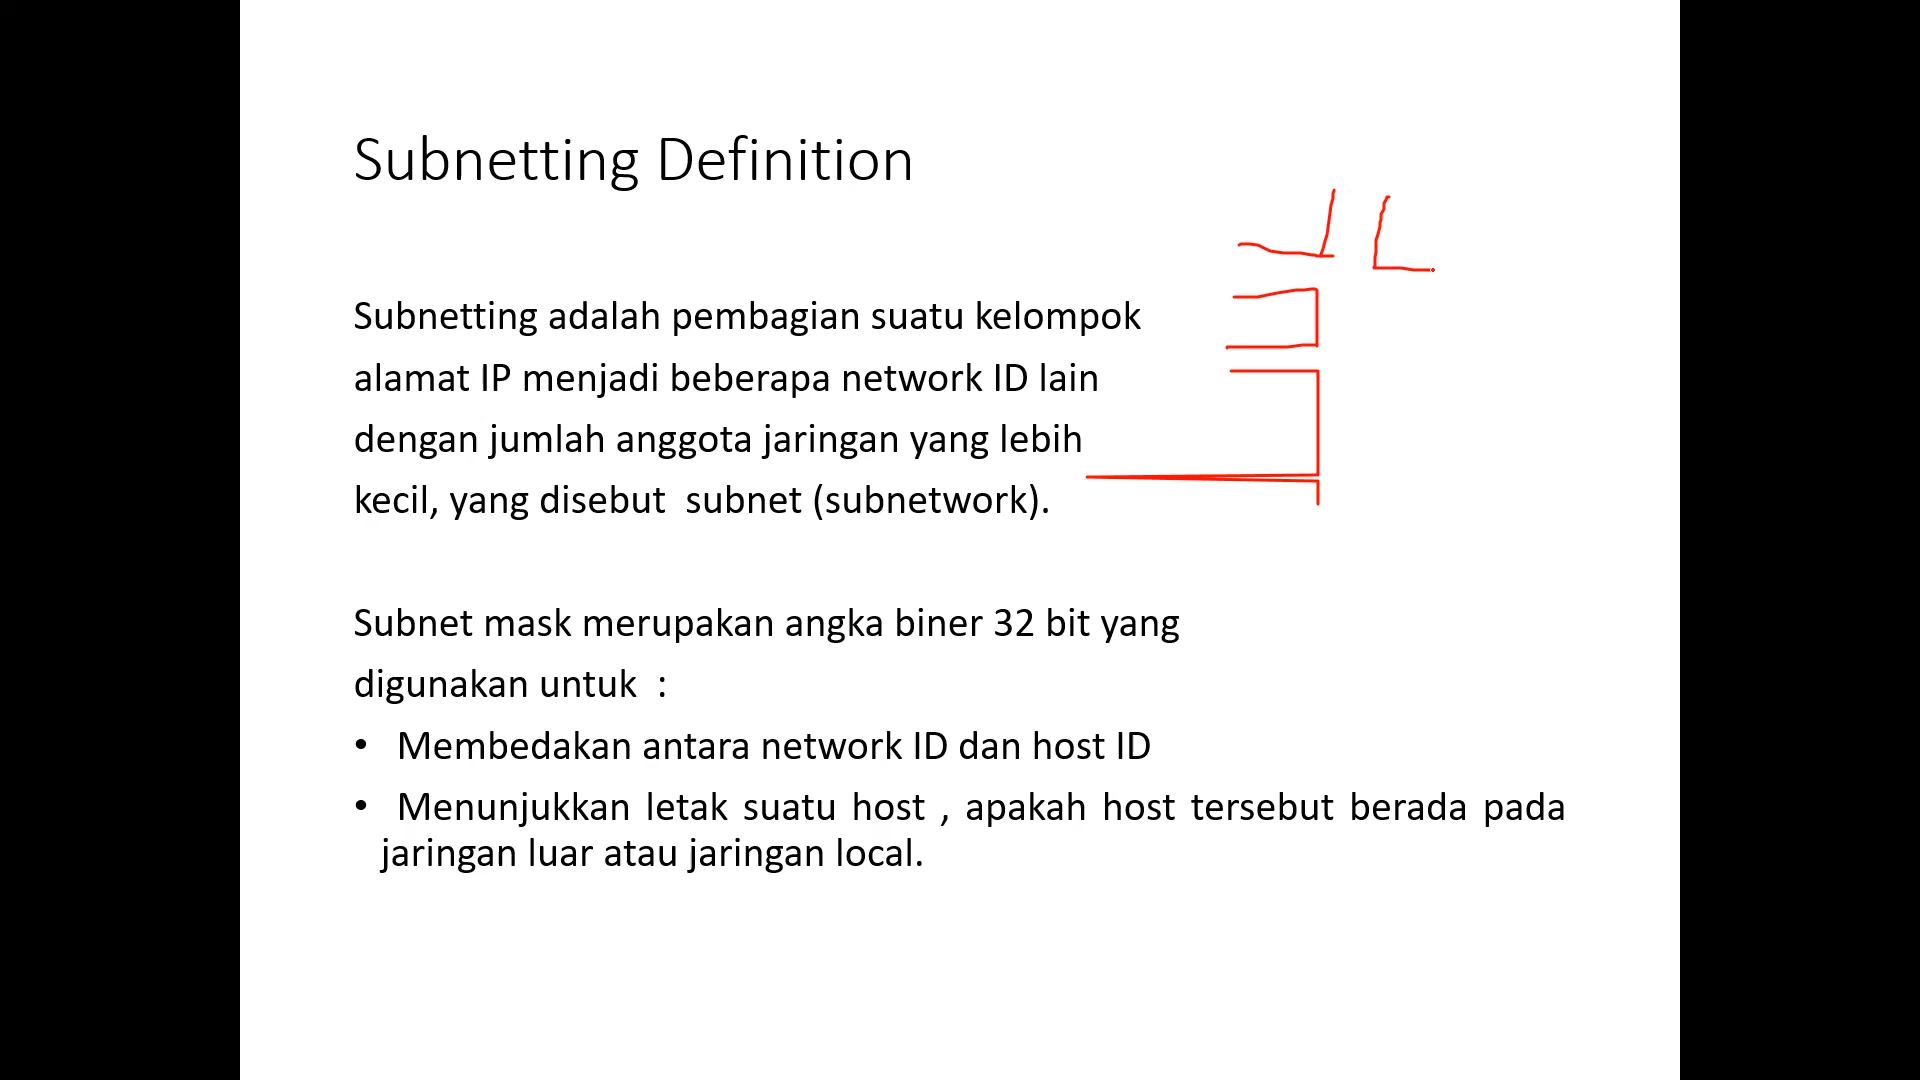 Subnetting Definition
Subnetting adalah pembagian suatu kelompok
alamat IP menjadi beberapa network ID lain
dengan jumlah anggota jaringan yang lebih
kecil, yang disebut  subnet (subnetwork).
Subnet mask merupakan angka biner 32 bit yang
digunakan untuk  :
• Membedakan antara network ID dan host ID
• Menunjukkan letak suatu host , apakah host tersebut berada pada
jaringan luar atau jaringan local.